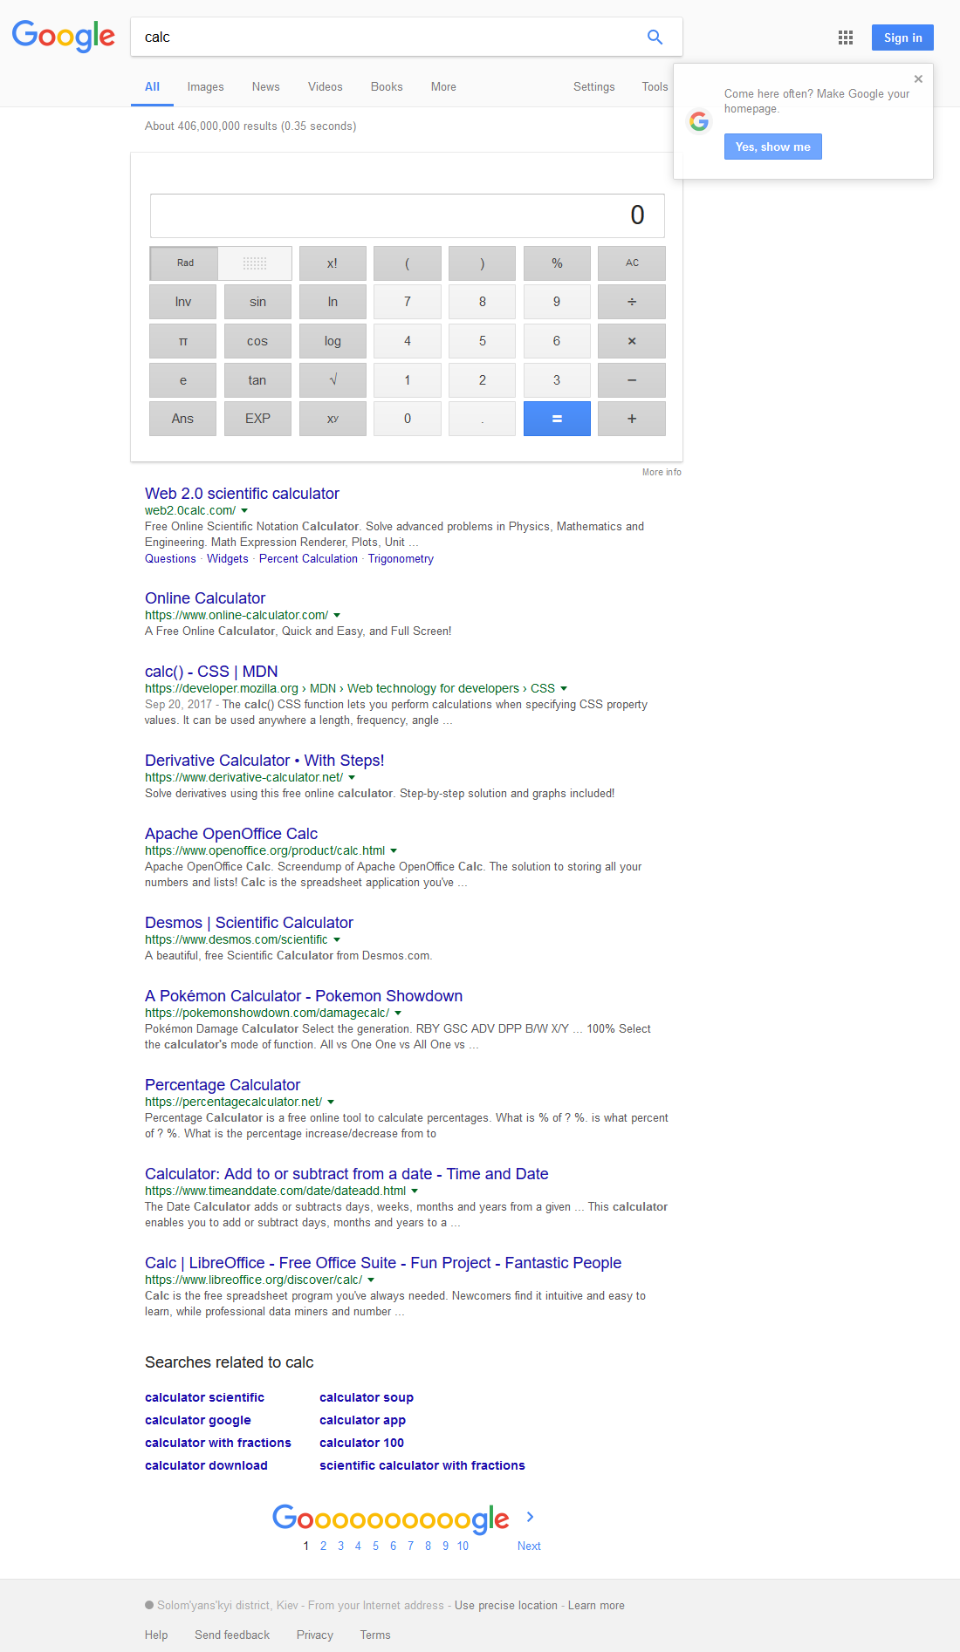 Google
calc
Sign in
All Images News Videos Books More Settings Tools
Come here often? Make Google your
homepage.
Yes, show me
About 406,000,000 results (0.35 seconds)
0
Rad x! ( ) % AC
Inv sin ln 7 8 9 ÷
π cos log 4 5 6 ×
e tan √ 1 2 3 −
Ans EXP xʸ 0 . = +
More info
Web 2.0 scientific calculator
web2.0calc.com/
Free Online Scientific Notation Calculator. Solve advanced problems in Physics, Mathematics and
Engineering. Math Expression Renderer, Plots, Unit ...
Questions · Widgets · Percent Calculation · Trigonometry
Online Calculator
https://www.online-calculator.com/
A Free Online Calculator, Quick and Easy, and Full Screen!
calc() - CSS | MDN
https://developer.mozilla.org › MDN › Web technology for developers › CSS
Sep 20, 2017 - The calc() CSS function lets you perform calculations when specifying CSS property
values. It can be used anywhere a length, frequency, angle ...
Derivative Calculator • With Steps!
https://www.derivative-calculator.net/
Solve derivatives using this free online calculator. Step-by-step solution and graphs included!
Apache OpenOffice Calc
https://www.openoffice.org/product/calc.html
Apache OpenOffice Calc. Screendump of Apache OpenOffice Calc. The solution to storing all your
numbers and lists! Calc is the spreadsheet application you've ...
Desmos | Scientific Calculator
https://www.desmos.com/scientific
A beautiful, free Scientific Calculator from Desmos.com.
A Pokémon Calculator - Pokemon Showdown
https://pokemonshowdown.com/damagecalc/
Pokémon Damage Calculator Select the generation. RBY GSC ADV DPP B/W X/Y ... 100% Select
the calculator's mode of function. All vs One One vs All One vs ...
Percentage Calculator
https://percentagecalculator.net/
Percentage Calculator is a free online tool to calculate percentages. What is % of ? %. is what percent
of ? %. What is the percentage increase/decrease from to
Calculator: Add to or subtract from a date - Time and Date
https://www.timeanddate.com/date/dateadd.html
The Date Calculator adds or subtracts days, weeks, months and years from a given ... This calculator
enables you to add or subtract days, months and years to a ...
Calc | LibreOffice - Free Office Suite - Fun Project - Fantastic People
https://www.libreoffice.org/discover/calc/
Calc is the free spreadsheet program you've always needed. Newcomers find it intuitive and easy to
learn, while professional data miners and number ...
Searches related to calc
calculator scientific calculator soup
calculator google calculator app
calculator with fractions calculator 100
calculator download scientific calculator with fractions
Goooooooooogle
1 2 3 4 5 6 7 8 9 10 Next
Solom'yans'kyi district, Kiev - From your Internet address - Use precise location - Learn more
Help Send feedback Privacy Terms